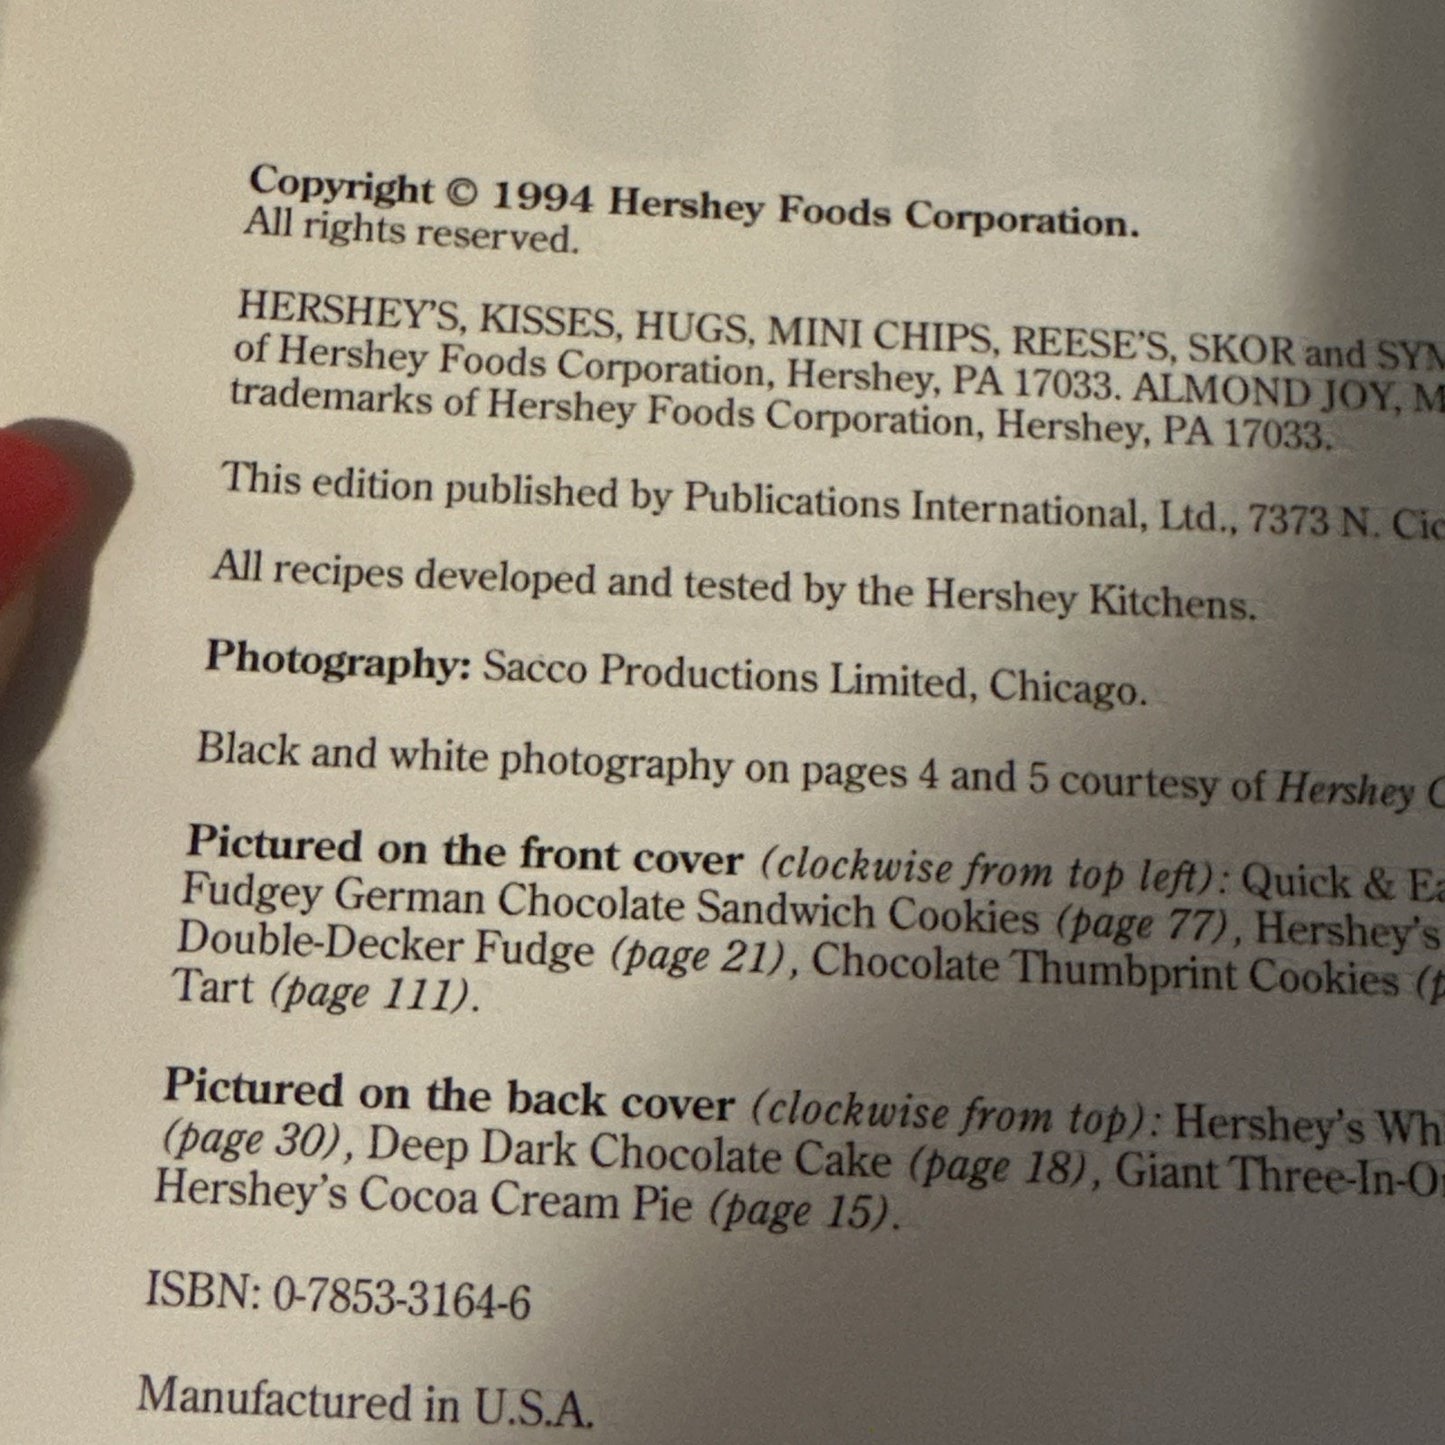 Copyright © 1994 Hershey Foods Corporation.
All rights reserved.
HERSHEY'S, KISSES, HUGS, MINI CHIPS, REESE'S, SKOR and
of Hershey Foods Corporation, Hershey, PA 17033. ALMOND JOY,
trademarks of Hershey Foods Corporation, Hershey, PA 17033.
This edition published by Publications International, Ltd., 7373 N.
All recipes developed and tested by the Hershey Kitchens.
Photography: Sacco Productions Limited, Chicago.
Black and white photography on pages 4 and 5 courtesy of Hershey
Pictured on the front cover (clockwise from top left): Quick &
Fudgey German Chocolate Sandwich Cookies (page 77), Hershey's
Double-Decker Fudge (page 21), Chocolate Thumbprint Cookies
Tart (page 111).
Pictured on the back cover (clockwise from top): Hershey's
(page 30), Deep Dark Chocolate Cake (page 18), Giant
Hershey's Cocoa Cream Pie (page 15).
ISBN: 0-7853-3164-6
Manufactured in U.S.A.